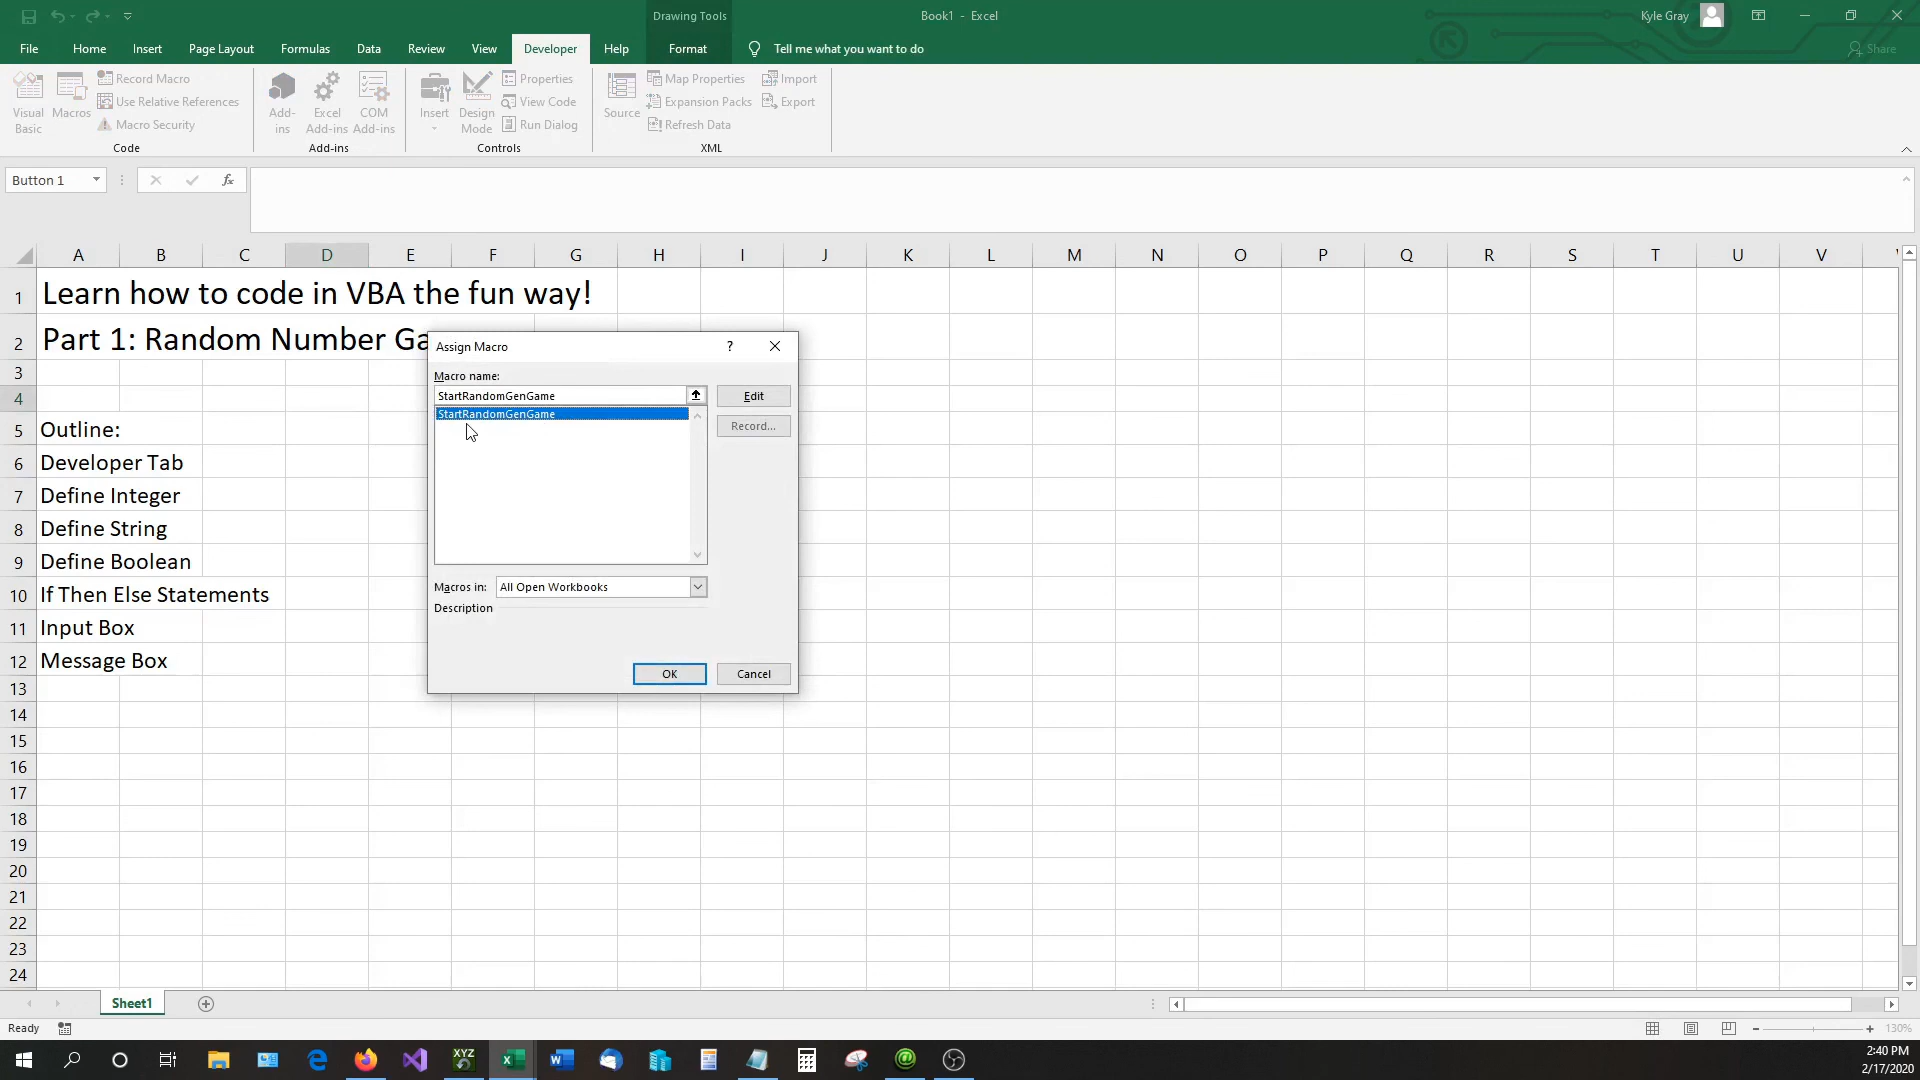 Drawing Tools
Book1 - Excel
Kyle Gray
File Home Insert Page Layout Formulas Data Review View Developer Help Format Tell me what you want to do Share
Visual Basic
Macros
Record Macro
Use Relative References
Macro Security
Code
Add-ins
Excel Add-ins
COM Add-ins
Add-ins
Insert
Design Mode
Properties
View Code
Run Dialog
Controls
Source
Map Properties
Expansion Packs
Refresh Data
Import
Export
XML
Button 1
fx
A B C D E F G H I J K L M N O P Q R S T U V
1 Learn how to code in VBA the fun way!
2 Part 1: Random Number Ga
3
4
5 Outline:
6 Developer Tab
7 Define Integer
8 Define String
9 Define Boolean
10 If Then Else Statements
11 Input Box
12 Message Box
13
14
15
16
17
18
19
20
21
22
23
24
Assign Macro
?
Macro name:
StartRandomGenGame
Edit
StartRandomGenGame
Record...
Macros in: All Open Workbooks
Description
OK
Cancel
Sheet1
Ready
130%
XYZ
2:40 PM
2/17/2020